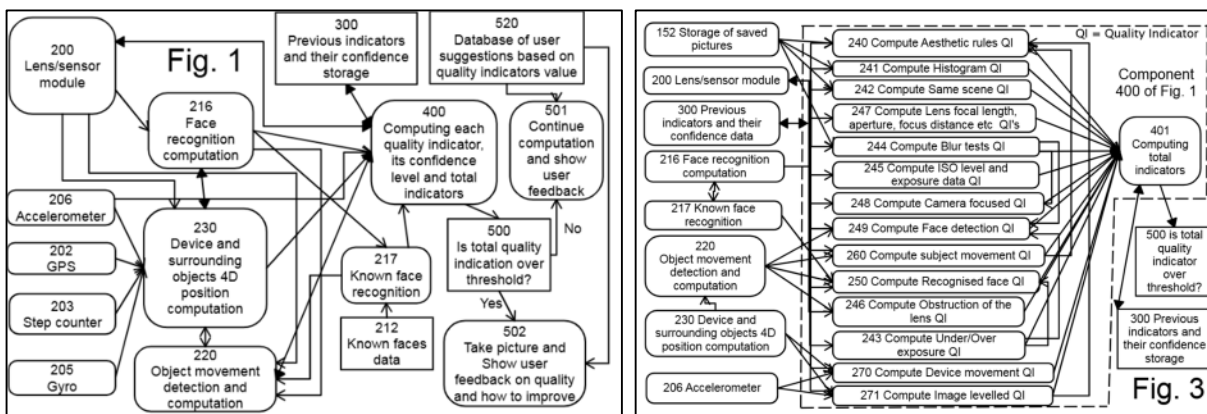 200
Lens/sensor
module
Fig. 1
300
Previous indicators
and their confidence
storage
520
Database of user
suggestions based on
quality indicators
value
216
Face
recognition
computation
400
Computing each
quality indicator,
its confidence
level and total
indicators
501
Continue
computation
and show
user
feedback
206
Accelerometer
202
GPS
203
Step counter
205
Gyro
230
Device and
surrounding
objects 4D
position
computation
217
Known face
recognition
212
Known faces
data
500
Is total quality
indication over
threshold?
No
Yes
220
Object movement
detection and
computation
502
Take picture and
Show user
feedback on quality
and how to improve
152 Storage of saved
pictures
200 Lens/sensor module
300 Previous
indicators and their
confidence data
216 Face recognition
computation
217 Known face
recognition
220
Object movement
detection and
computation
230 Device and
surrounding objects 4D
position computation
206 Accelerometer
QI = Quality Indicator
240 Compute Aesthetic rules QI
241 Compute Histogram QI
242 Compute Same scene QI
247 Compute Lens focal length,
aperture, focus distance etc QI's
244 Compute Blur tests QI
245 Compute ISO level and
exposure data QI
248 Compute Camera focused QI
249 Compute Face detection QI
260 Compute subject movement QI
250 Compute Recognised face QI
246 Compute Obstruction of the
lens QI
243 Compute Under/Over
exposure QI
270 Compute Device movement QI
271 Compute Image levelled QI
Component
400 of Fig. 1
401
Computing
total
indicators
500 is total
quality
indicator
over
threshold?
300 Previous
indicators and
their confidence
storage
Fig. 3